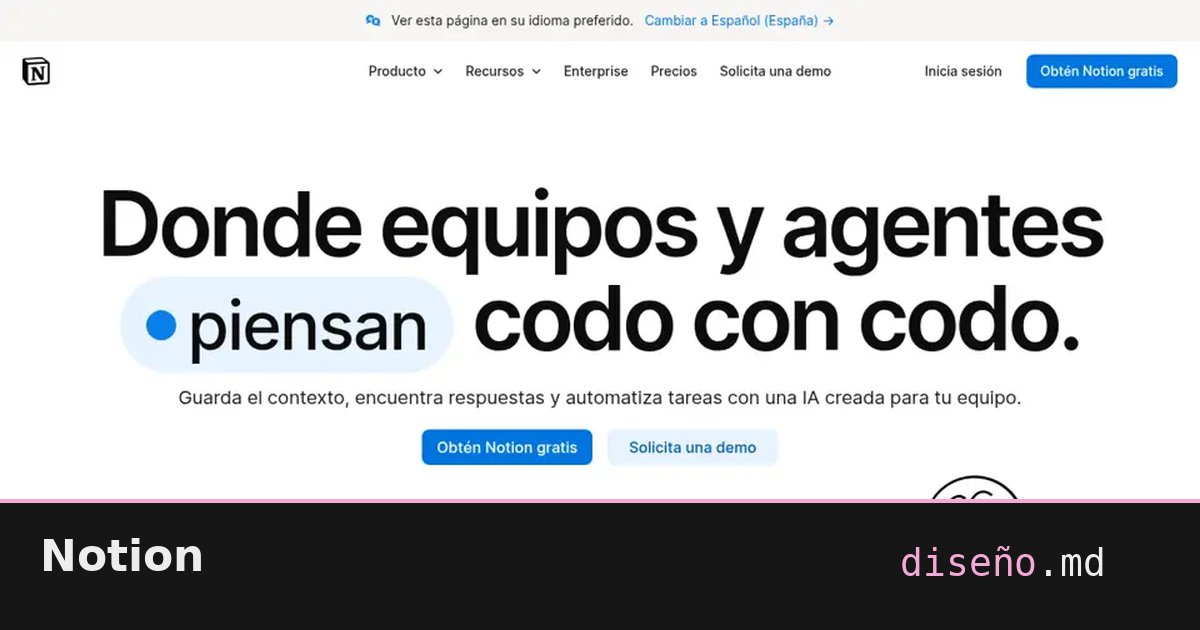 Ver esta página en su idioma preferido. Cambiar a Español (España) →
N
Producto Recursos Enterprise Precios Solicita una demo Inicia sesión Obtén Notion gratis
Donde equipos y agentes
piensan codo con codo.
Guarda el contexto, encuentra respuestas y automatiza tareas con una IA creada para tu equipo.
Obtén Notion gratis Solicita una demo
Notion diseño.md